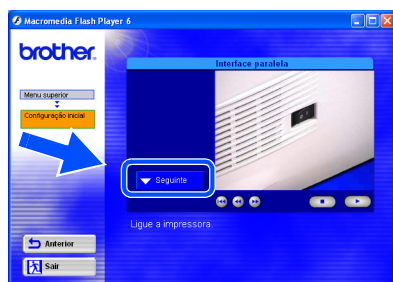 Macromedia Flash Player 6
brother.
Interface paralela
Menu superior
Configuração inicial
Seguinte
Ligue a impressora.
Anterior
Sair